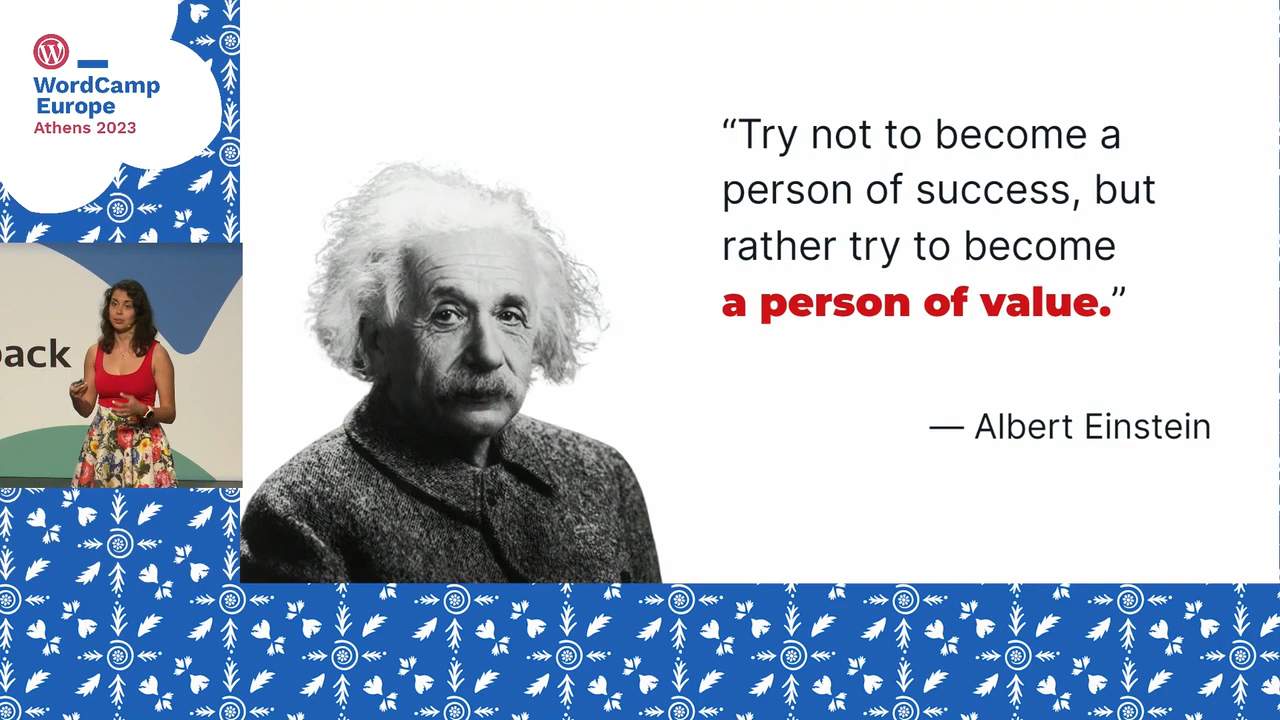 WordCamp
Europe
Athens 2023
“Try not to become a
person of success, but
rather try to become
a person of value.”
— Albert Einstein
pack